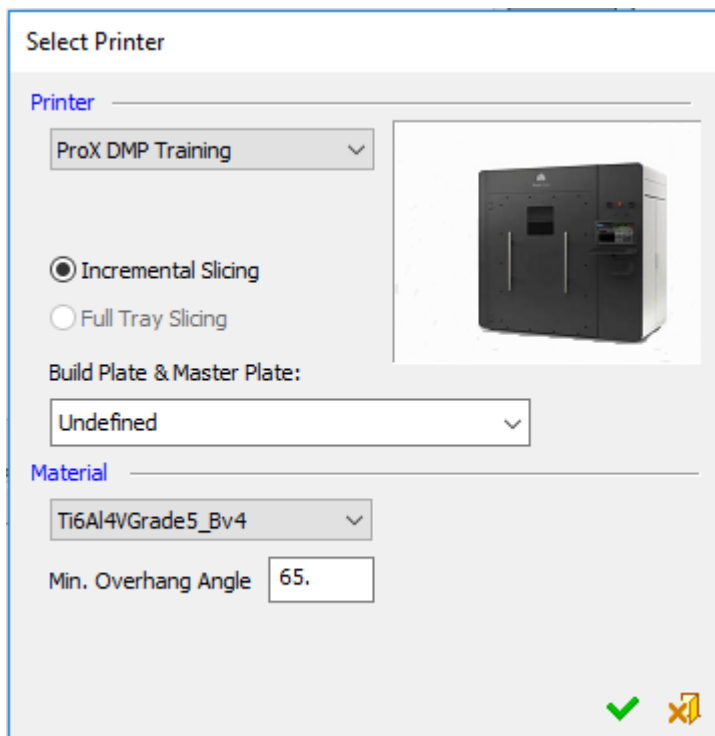 Select Printer
Printer
ProX DMP Training
Incremental Slicing
Full Tray Slicing
Build Plate & Master Plate:
Undefined
Material
Ti6Al4VGrade5_Bv4
Min. Overhang Angle 65.